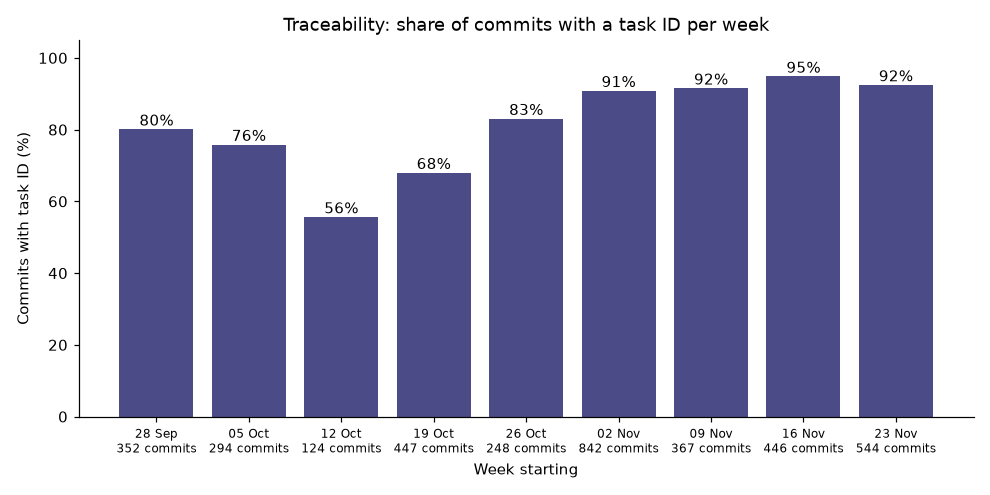 Traceability: share of commits with a task ID per week
Commits with task ID (%)
100
80
60
40
20
0
80%
76%
56%
68%
83%
91%
92%
95%
92%
28 Sep
352 commits
05 Oct
294 commits
12 Oct
124 commits
19 Oct
447 commits
26 Oct
248 commits
02 Nov
842 commits
09 Nov
367 commits
16 Nov
446 commits
23 Nov
544 commits
Week starting